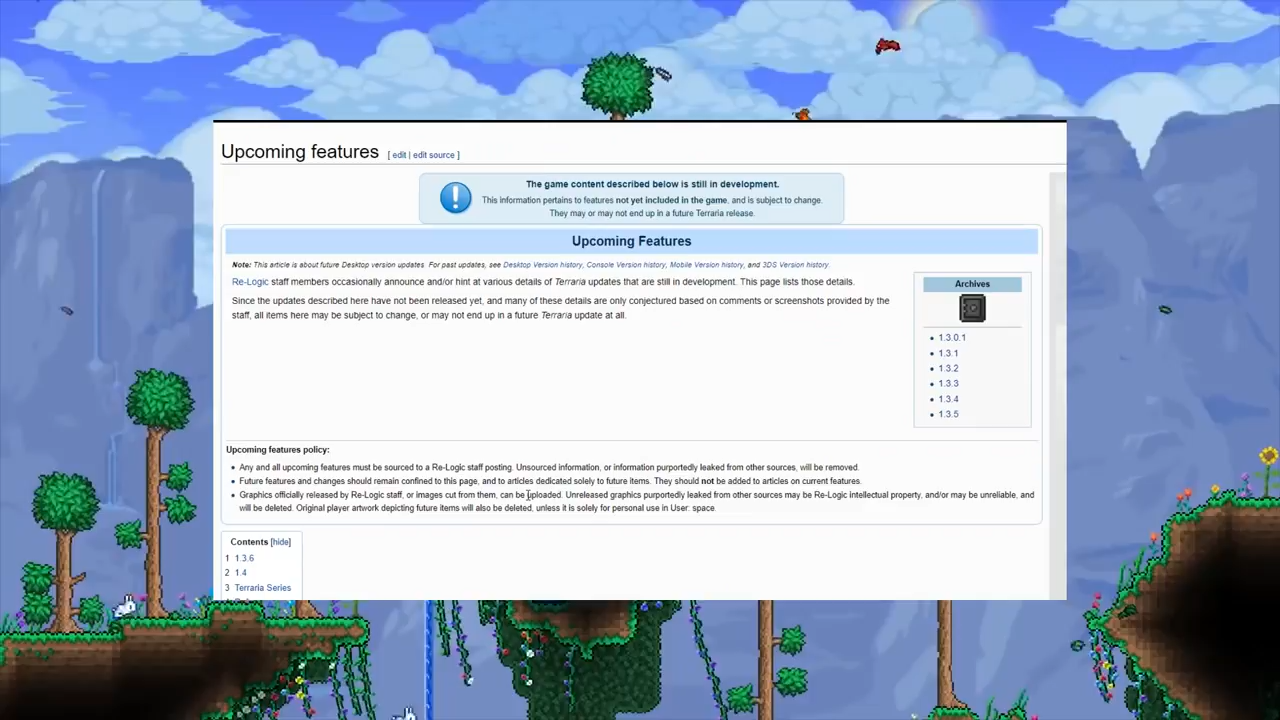 Upcoming features [ edit | edit source ]
The game content described below is still in development.
This information pertains to features not yet included in the game, and is subject to change.
They may or may not end up in a future Terraria release.
Upcoming Features
Note: This article is about future Desktop version updates For past updates, see Desktop Version history, Console Version history, Mobile Version history, and 3DS Version history.
Re-Logic staff members occasionally announce and/or hint at various details of Terraria updates that are still in development. This page lists those details.
Since the updates described here have not been released yet, and many of these details are only conjectured based on comments or screenshots provided by the
staff, all items here may be subject to change, or may not end up in a future Terraria update at all.
Archives
1.3.0.1
1.3.1
1.3.2
1.3.3
1.3.4
1.3.5
Upcoming features policy:
Any and all upcoming features must be sourced to a Re-Logic staff posting. Unsourced information, or information purportedly leaked from other sources, will be removed.
Future features and changes should remain confined to this page, and to articles dedicated solely to future items. They should not be added to articles on current features.
Graphics officially released by Re-Logic staff, or images cut from them, can be uploaded. Unreleased graphics purportedly leaked from other sources may be Re-Logic intellectual property, and/or may be unreliable, and
will be deleted. Original player artwork depicting future items will also be deleted, unless it is solely for personal use in User: space.
Contents [hide]
1 1.3.6
2 1.4
3 Terraria Series